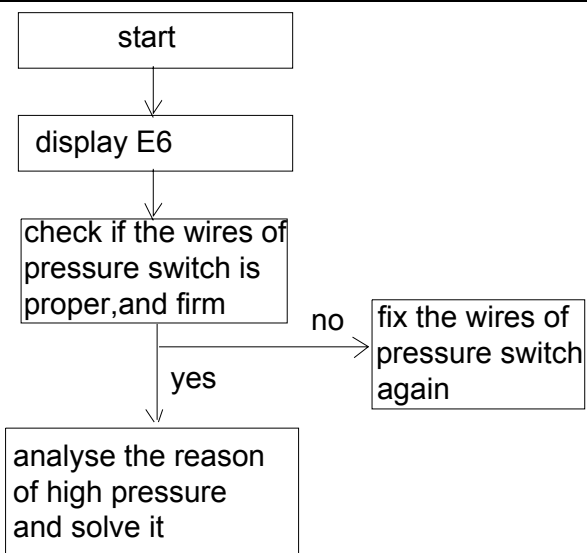 start
display E6
check if the wires of
pressure switch is
proper,and firm
no
fix the wires of
pressure switch
again
yes
analyse the reason
of high pressure
and solve it